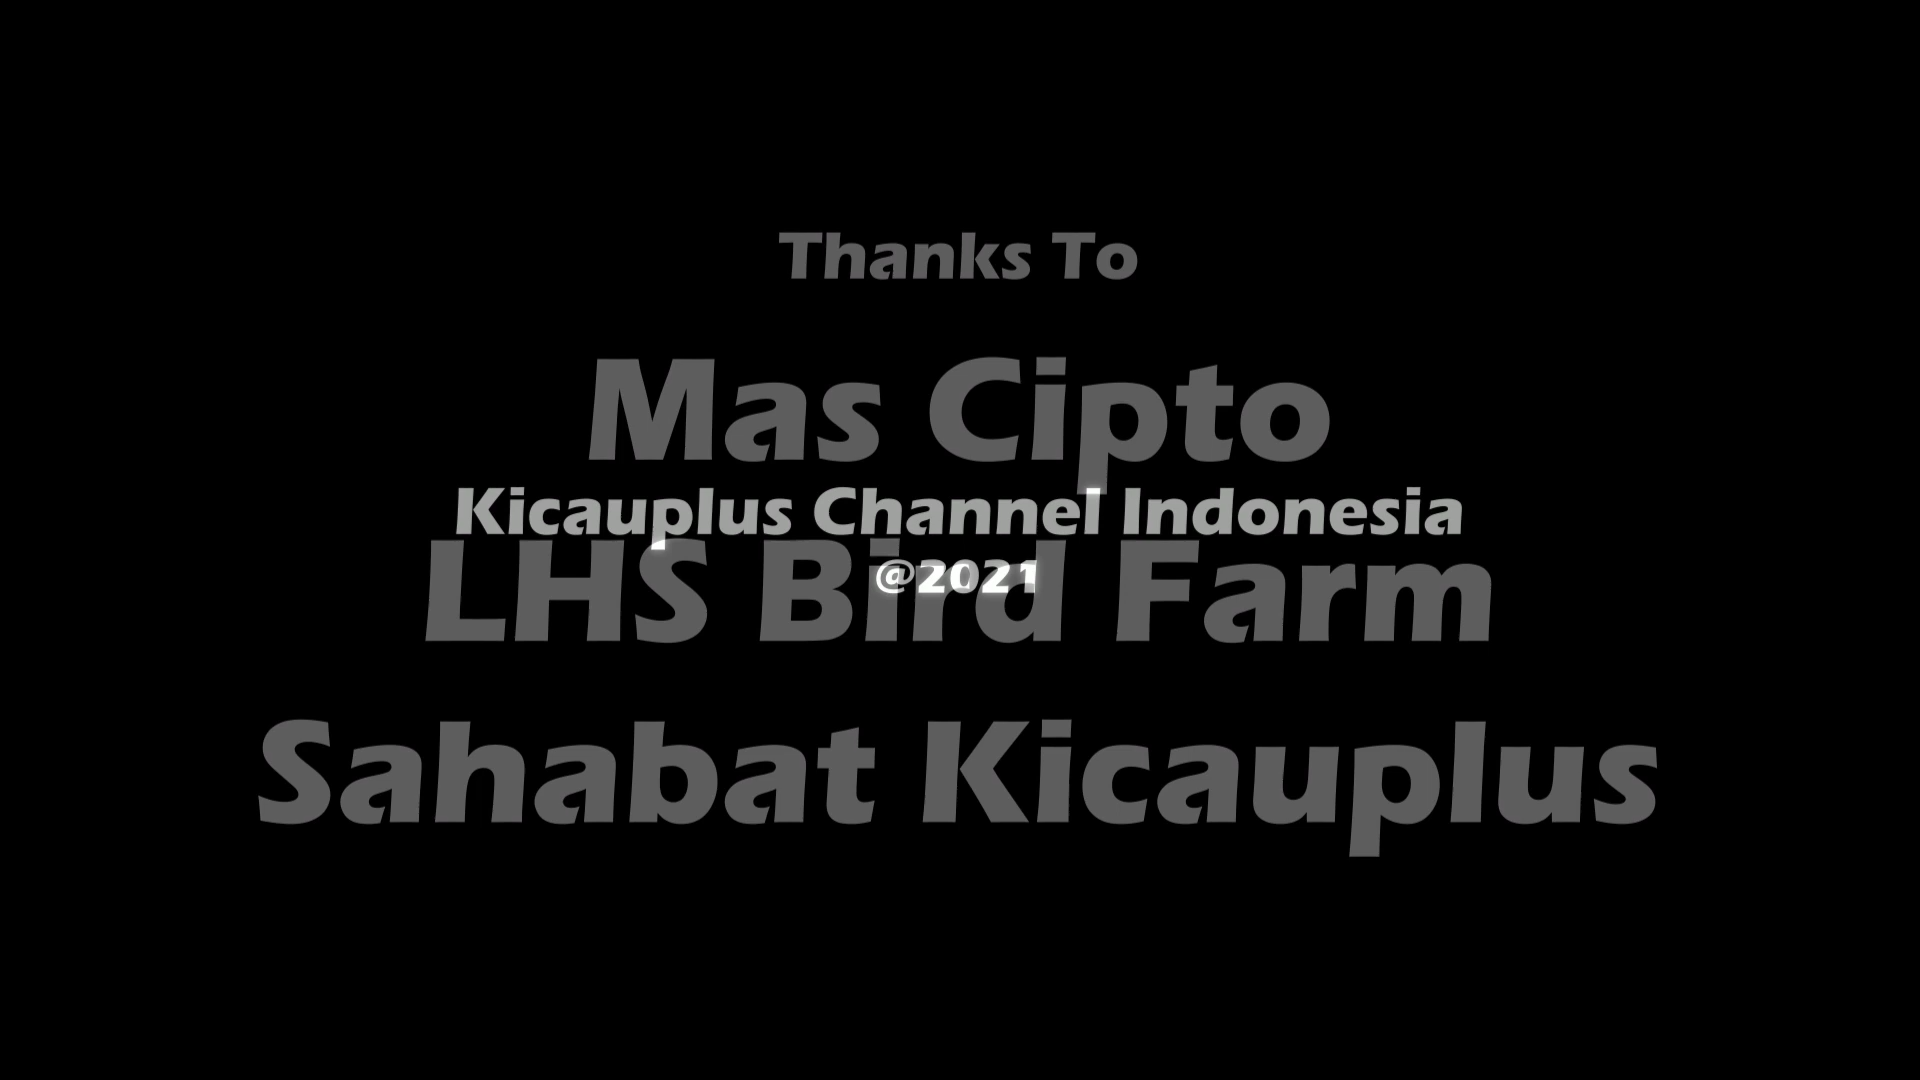 Thanks To
Mas Cipto
Kicauplus Channel Indonesia
@2021
LHS Bird Farm
Sahabat Kicauplus